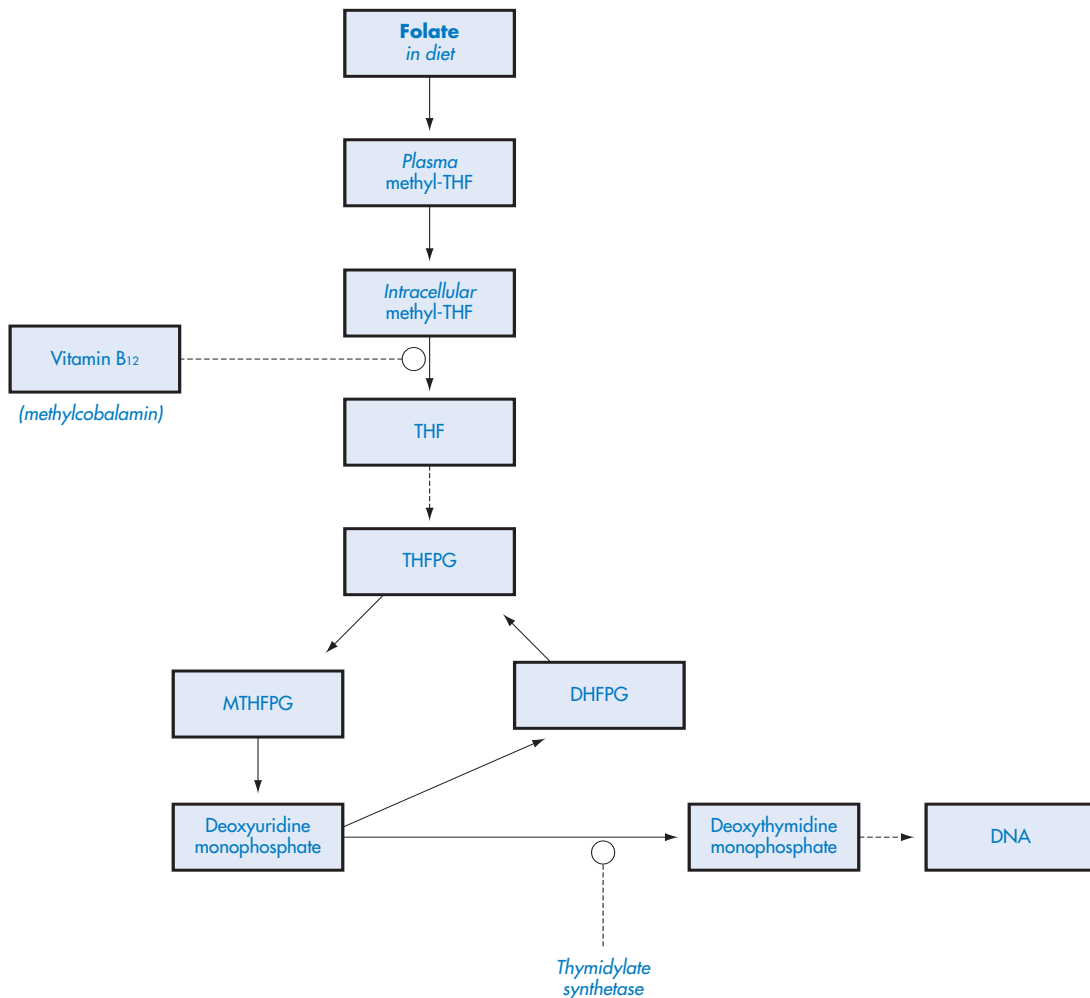 Folate
in diet
Plasma
methyl-THF
Intracellular
methyl-THF
Vitamin B12
(methylcobalamin)
THF
THFPG
MTHFPG
DHFPG
Deoxyuridine
monophosphate
Deoxythymidine
monophosphate
DNA
Thymidylate
synthetase